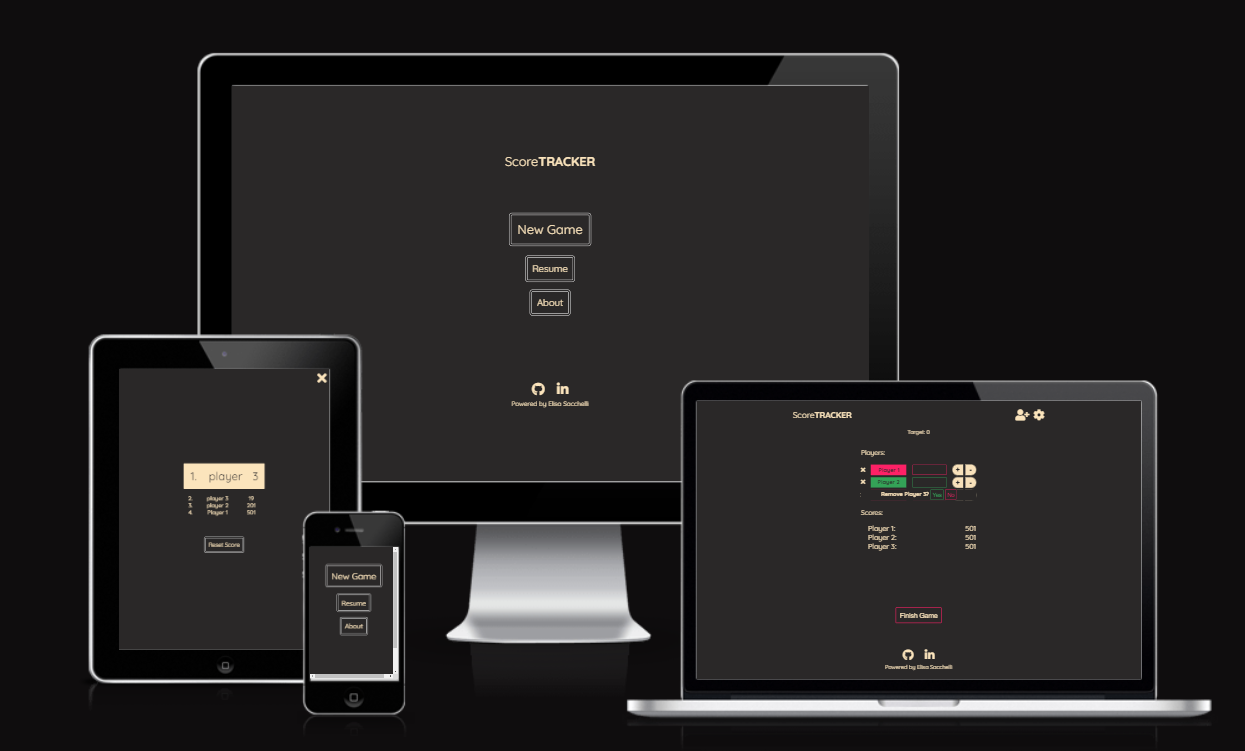 ScoreTRACKER
New Game
Resume
About
Powered by Elisa Sacchelli
1. player 3
2. player 3 19
3. player 2 201
4. Player 1 501
Reset Score
New Game
Resume
About
ScoreTRACKER
Target: 0
Players:
Player 1 + -
Player 2 + -
Remove Player 3? Yes No
Scores:
Player 1: 501
Player 2: 501
Player 3: 501
Finish Game
Powered by Elisa Sacchelli